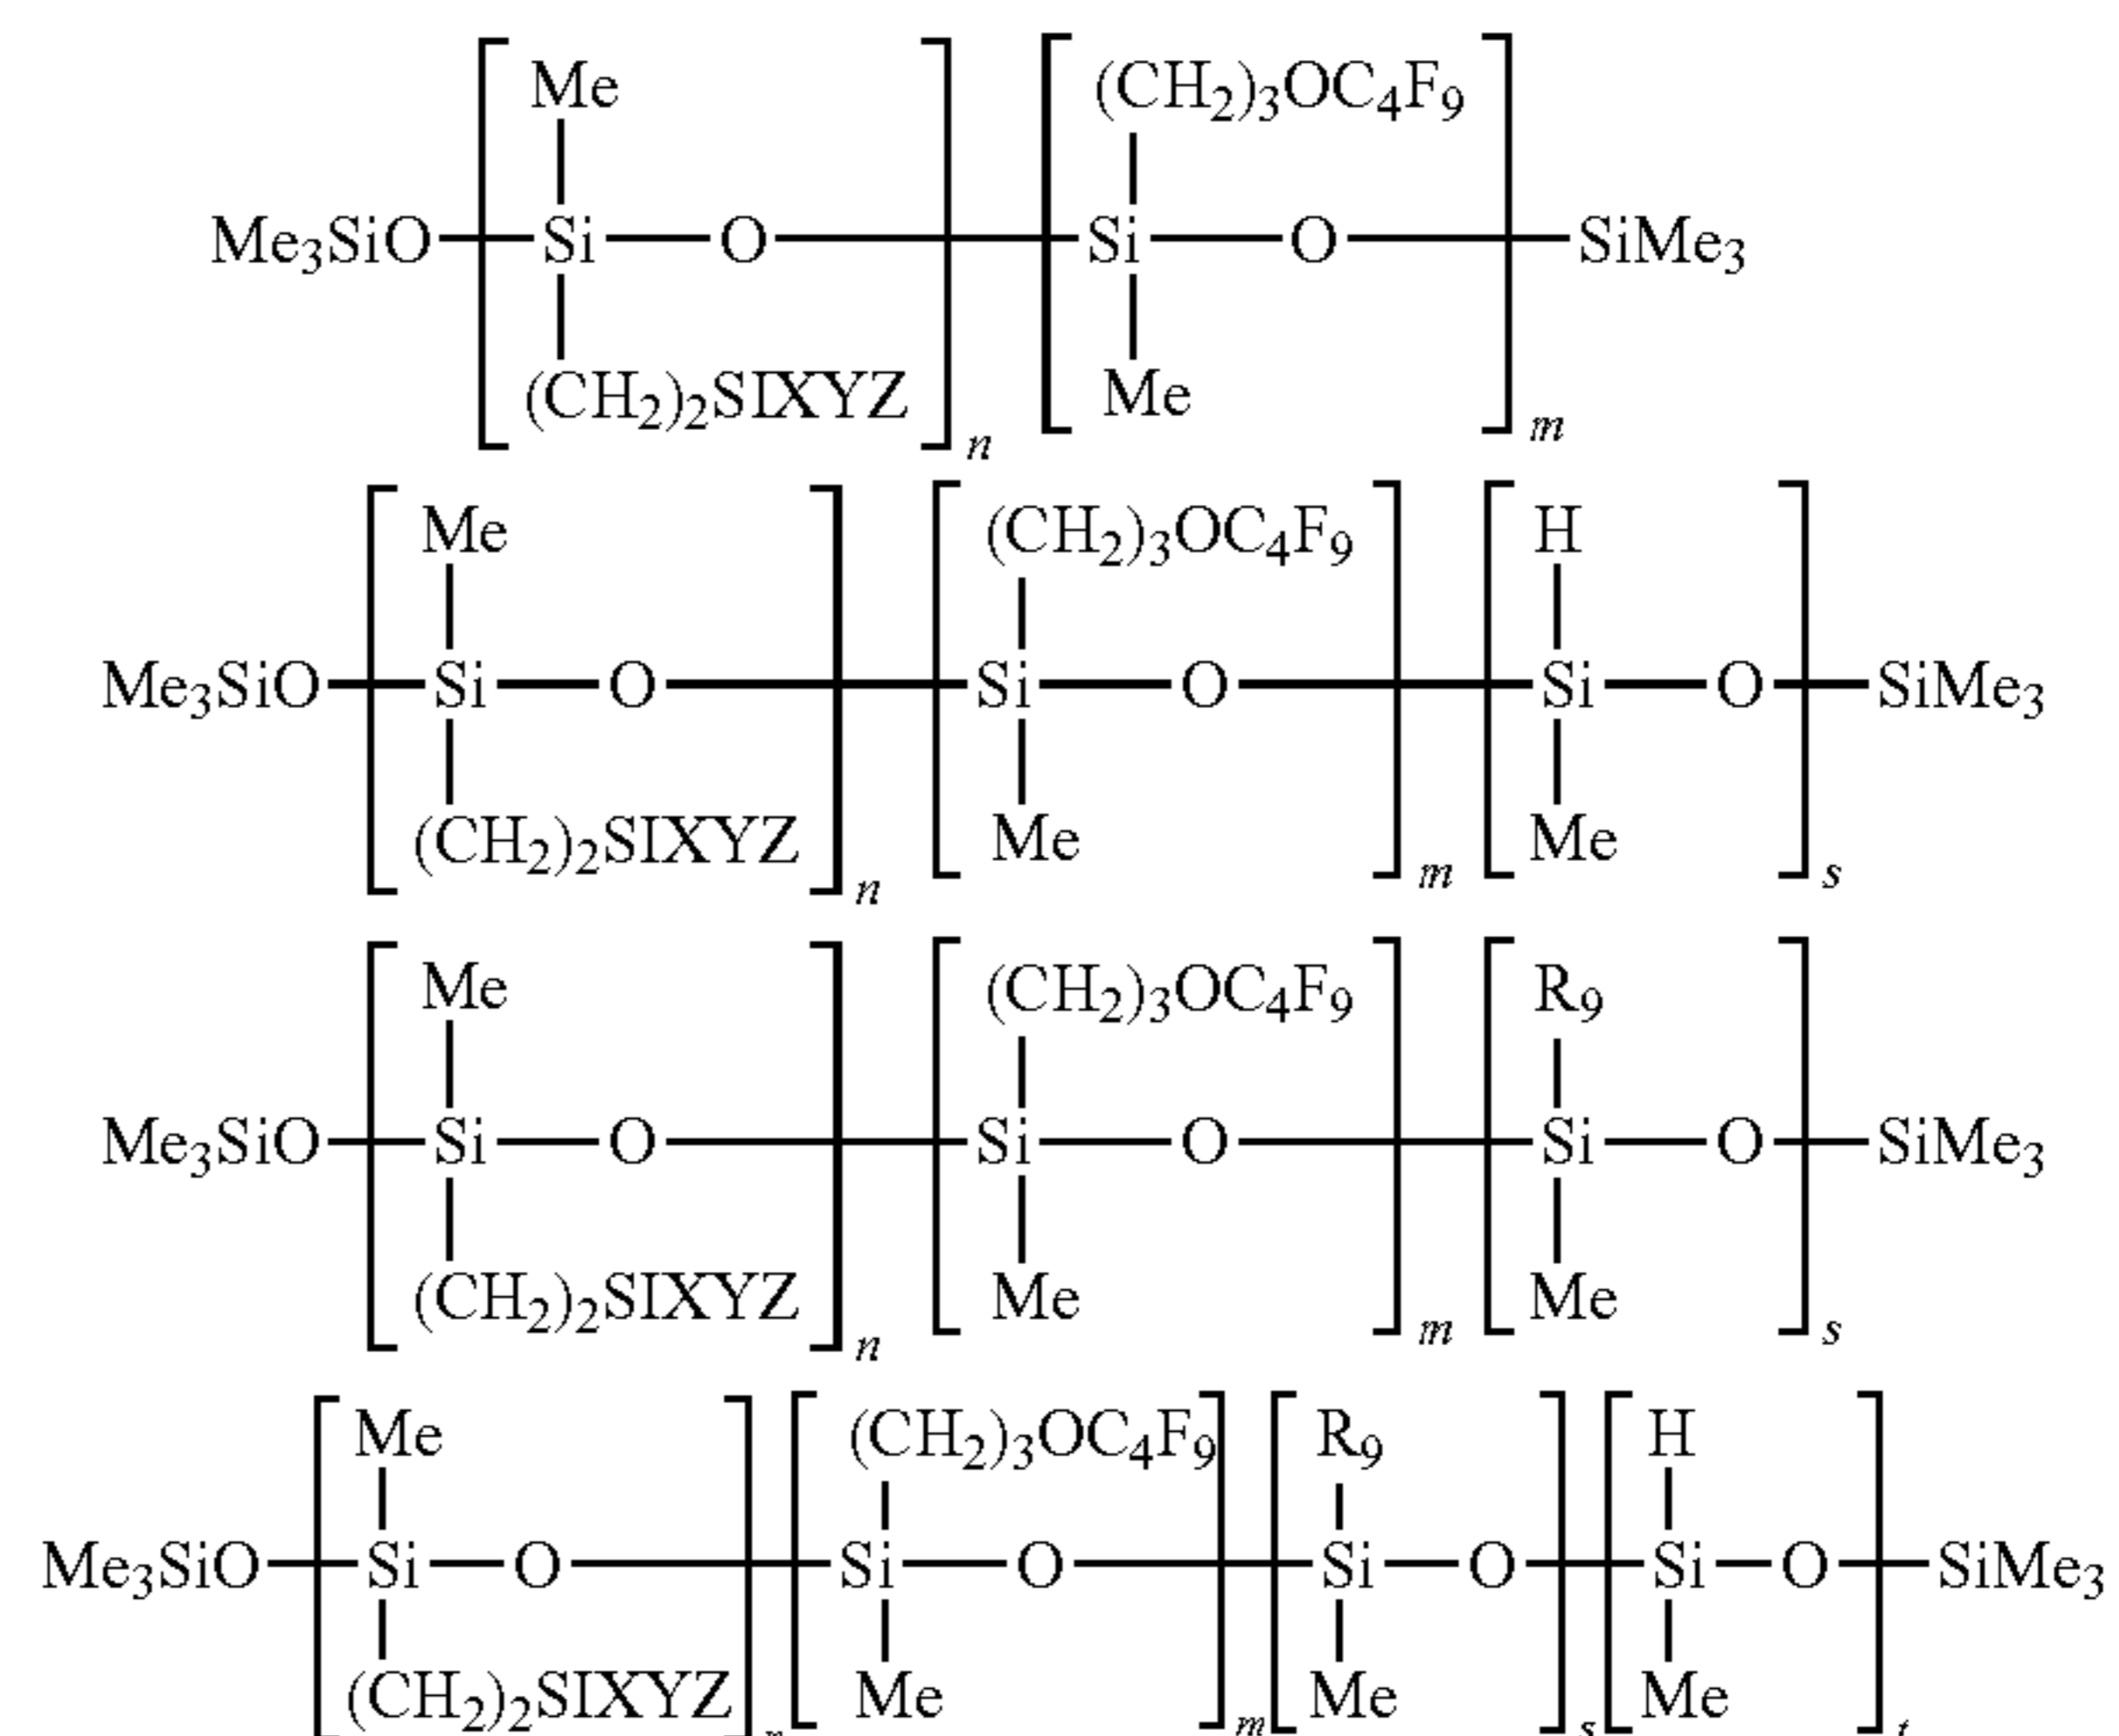 Me (CH₂)₃OC₄F₉
Me₃SiO Si O Si O SiMe₃
(CH₂)₂SIXYZ Me
n m
Me (CH₂)₃OC₄F₉ H
Me₃SiO Si O Si O Si O SiMe₃
(CH₂)₂SIXYZ Me Me
n m s
Me (CH₂)₃OC₄F₉ R₉
Me₃SiO Si O Si O Si O SiMe₃
(CH₂)₂SIXYZ Me Me
n m s
Me (CH₂)₃OC₄F₉ R₉ H
Me₃SiO Si O Si O Si O Si O SiMe₃
(CH₂)₂SIXYZ Me Me Me
n m s t